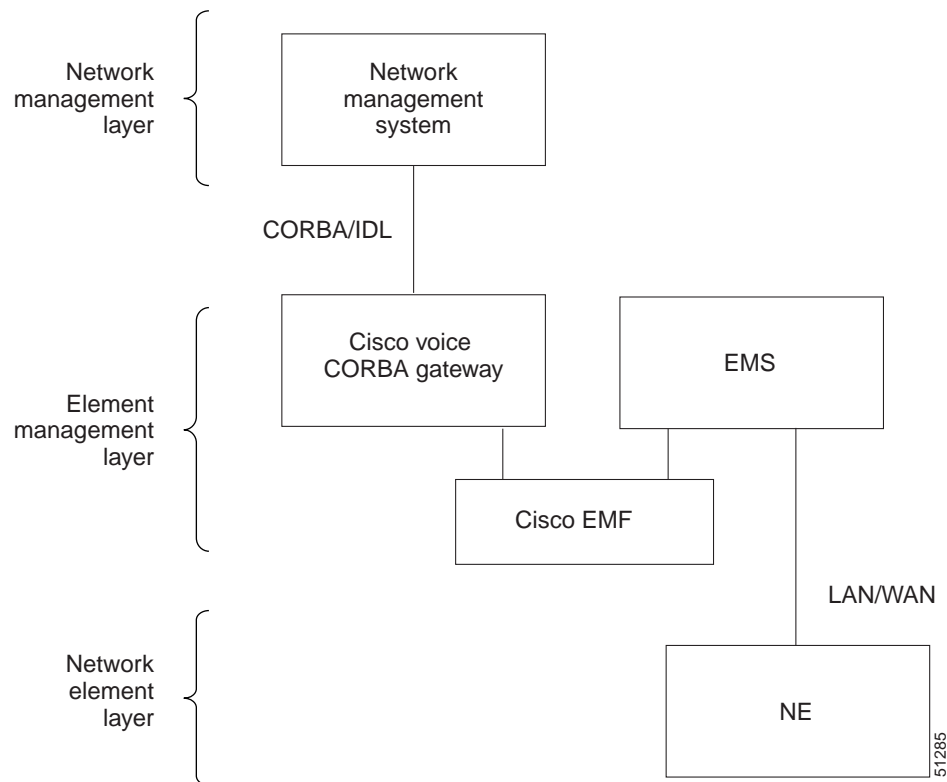 Network
management
layer
Network
management
system
CORBA/IDL
Element
management
layer
Cisco voice
CORBA gateway
EMS
Cisco EMF
LAN/WAN
Network
element
layer
NE
51285